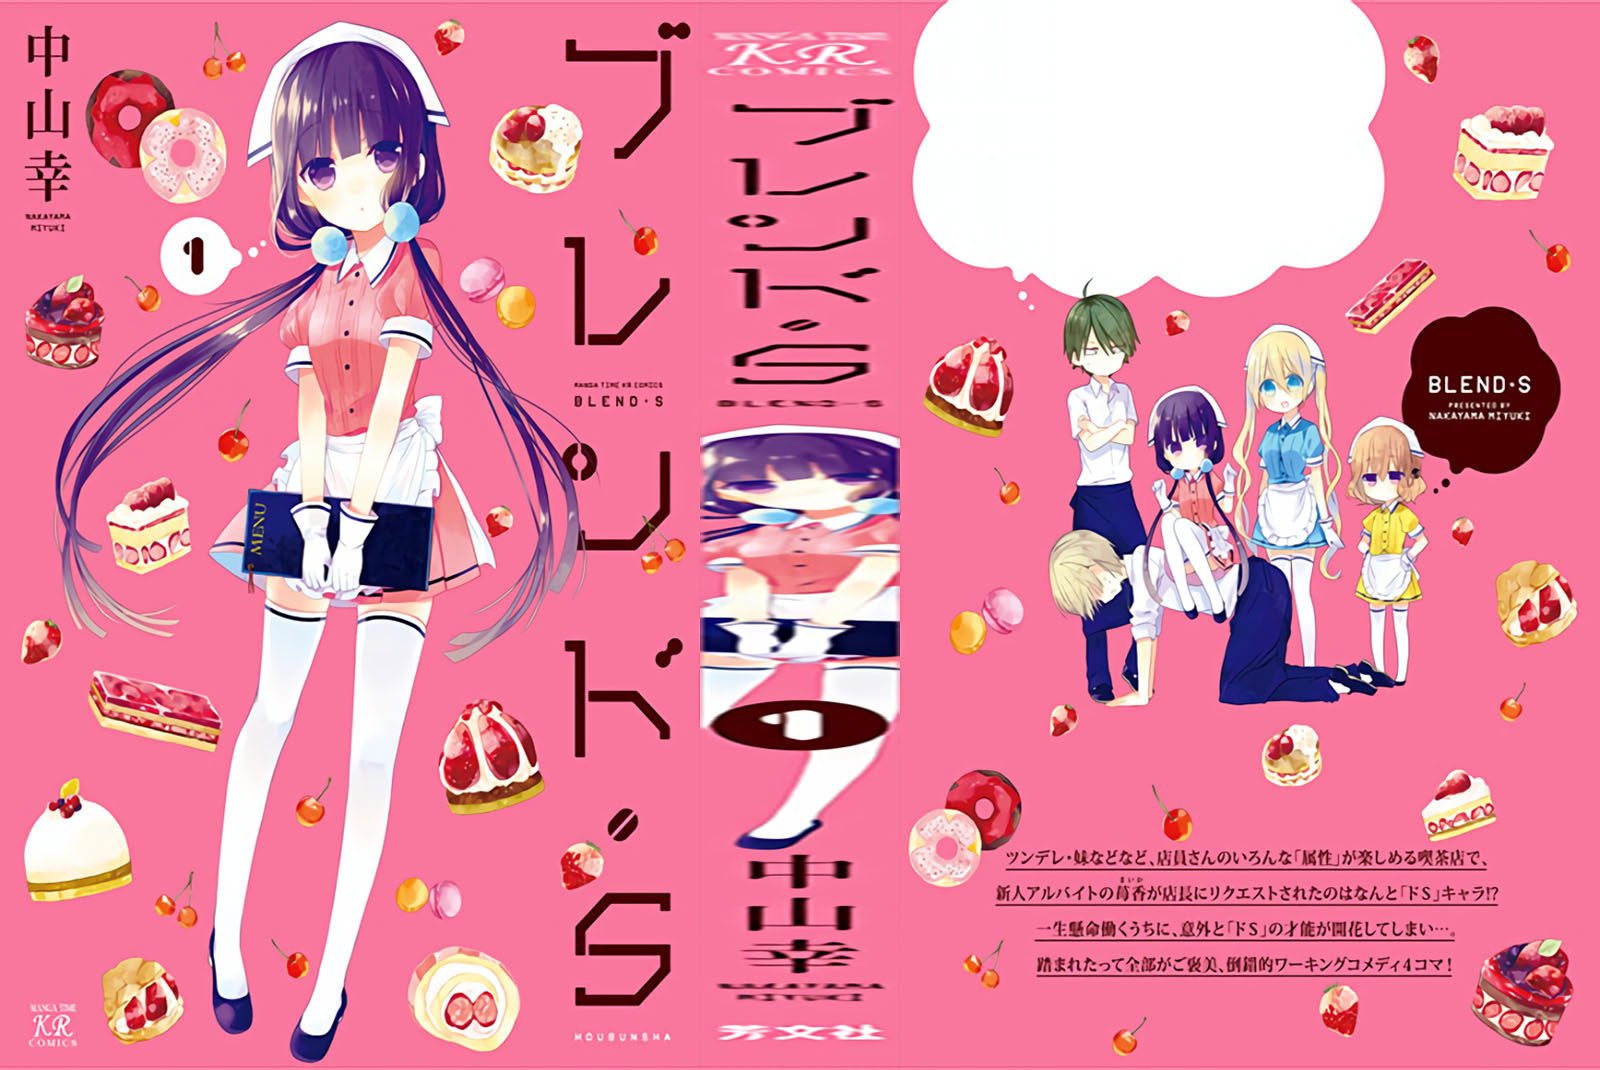 中山幸
NAKAYAMA
MIYUKI
1
ブレンド・S
MANGA TIME KR COMICS
BLEND・S
MENU
MANGA TIME
KR
COMICS
HOUBUNSHA
MANGA TIME
KR
COMICS
ブレンド・S
BLEND・S
1
中山幸
NAKAYAMA
MIYUKI
芳文社
BLEND・S
PRESENTED BY
NAKAYAMA MIYUKI
ツンデレ・妹などなど、店員さんのいろんな「属性」が楽しめる喫茶店で、
まいか
新人アルバイトの苺香が店長にリクエストされたのはなんと「ドS」キャラ!?
一生懸命働くうちに、意外と「ドS」の才能が開花してしまい…。
踏まれたって全部がご褒美、倒錯的ワーキングコメディ4コマ!